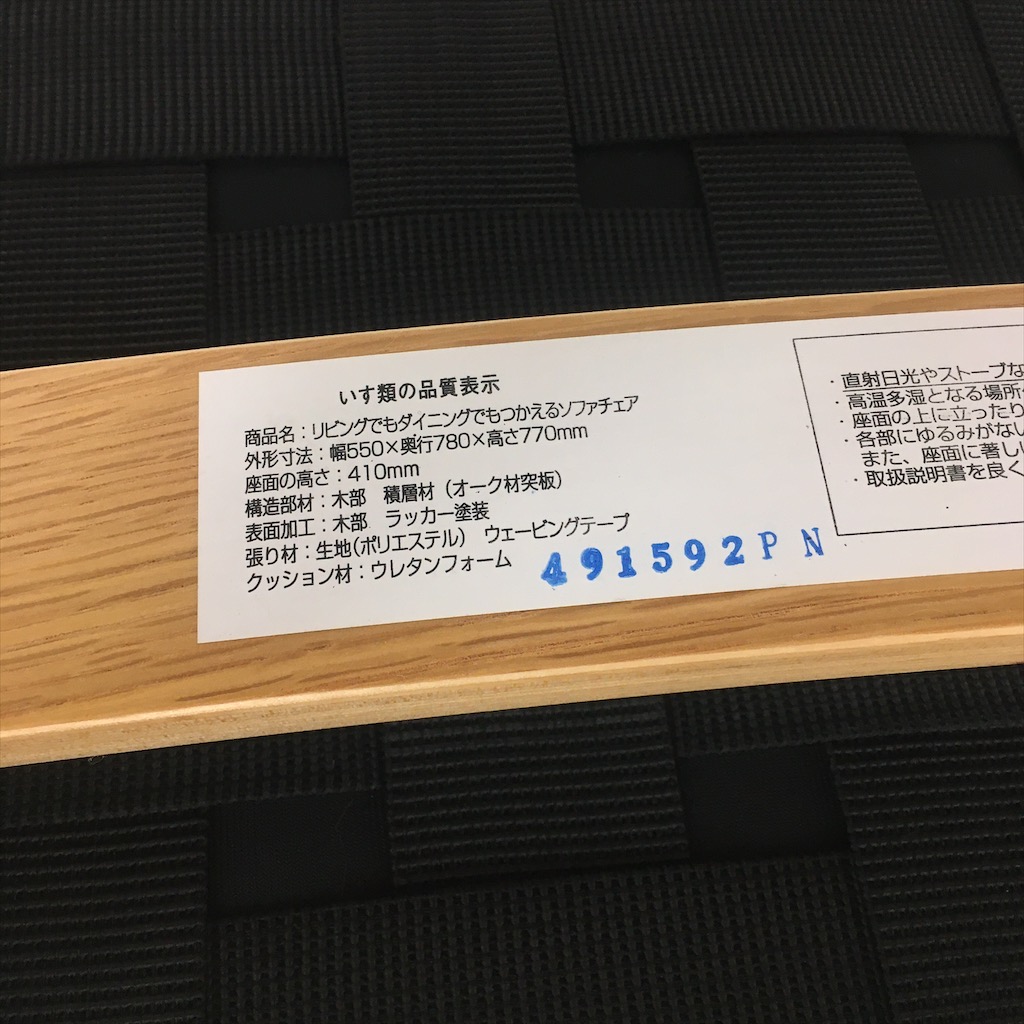 いす類の品質表示
商品名：リビングでもダイニングでもつかえるソファチェア
外形寸法：幅550×奥行780×高さ770mm
座面の高さ：410mm
構造部材：木部　積層材（オーク材突板）
表面加工：木部　ラッカー塗装
張り材：生地(ポリエステル)　ウェービングテープ
クッション材：ウレタンフォーム
491592PN
・直射日光やストーブな
・高温多湿となる場所
・座面の上に立ったり
・各部にゆるみがない
また、座面に著し
・取扱説明書を良く